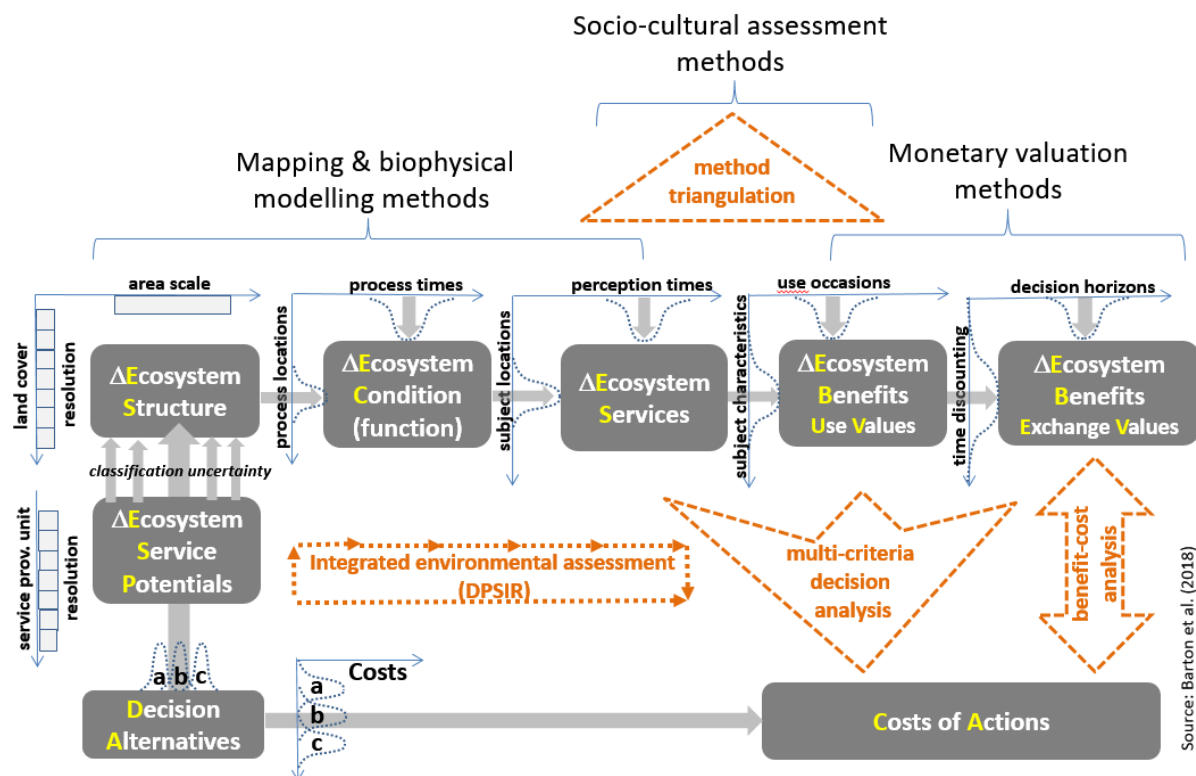 Socio-cultural assessment
methods
Mapping & biophysical
modelling methods
method
triangulation
Monetary valuation
methods
area scale
process times
perception times
use occasions
decision horizons
land cover
resolution
process locations
subject locations
subject characteristics
time discounting
ΔEcosystem
Structure
ΔEcosystem
Condition
(function)
ΔEcosystem
Services
ΔEcosystem
Benefits
Use Values
ΔEcosystem
Benefits
Exchange Values
classification uncertainty
service prov. unit
resolution
ΔEcosystem
Service
Potentials
Integrated environmental assessment
(DPSIR)
multi-criteria
decision
analysis
benefit-cost
analysis
a b c
Costs
a
b
c
Decision
Alternatives
Costs of Actions
Source: Barton et al. (2018)